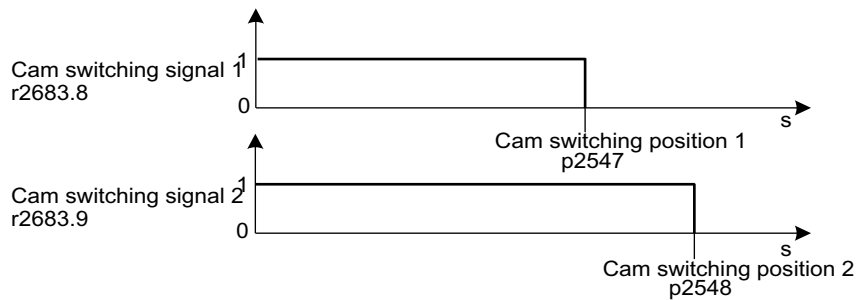 1
Cam switching signal 1
r2683.8
0
s
Cam switching position 1
p2547
1
Cam switching signal 2
r2683.9
0
s
Cam switching position 2
p2548